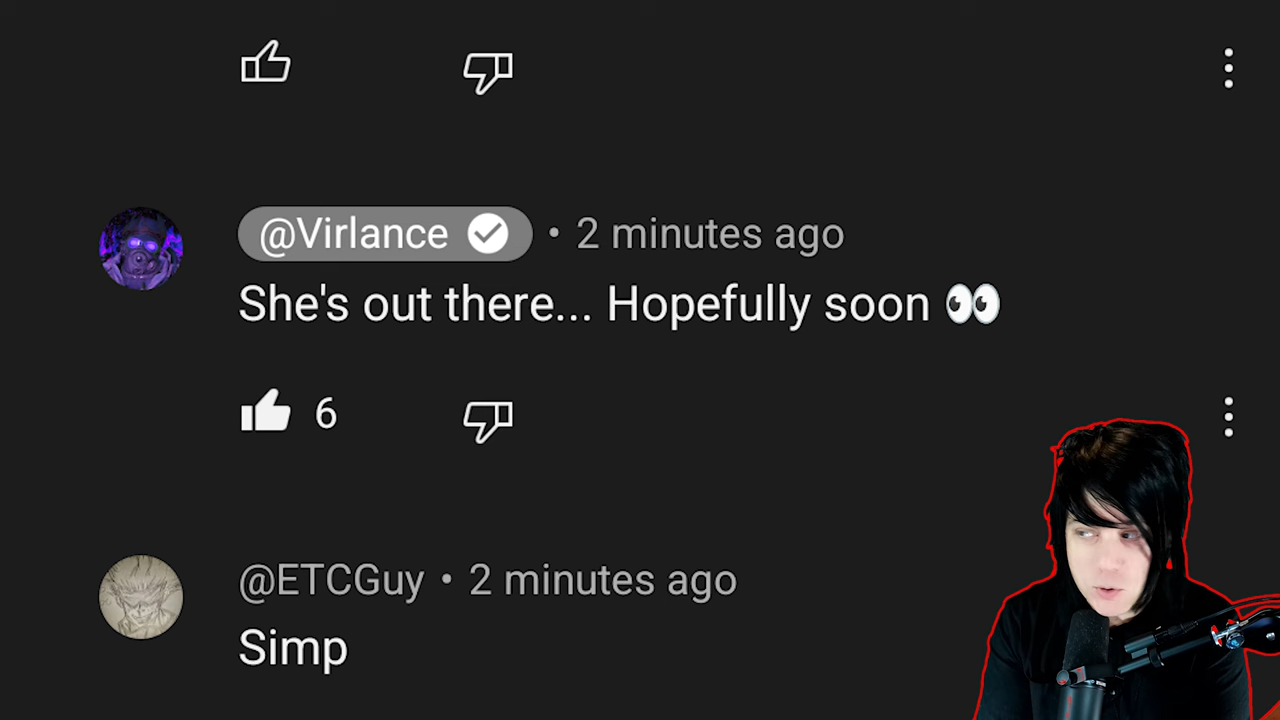 @Virlance • 2 minutes ago
She's out there... Hopefully soon 👀
6
@ETCGuy • 2 minutes ago
Simp